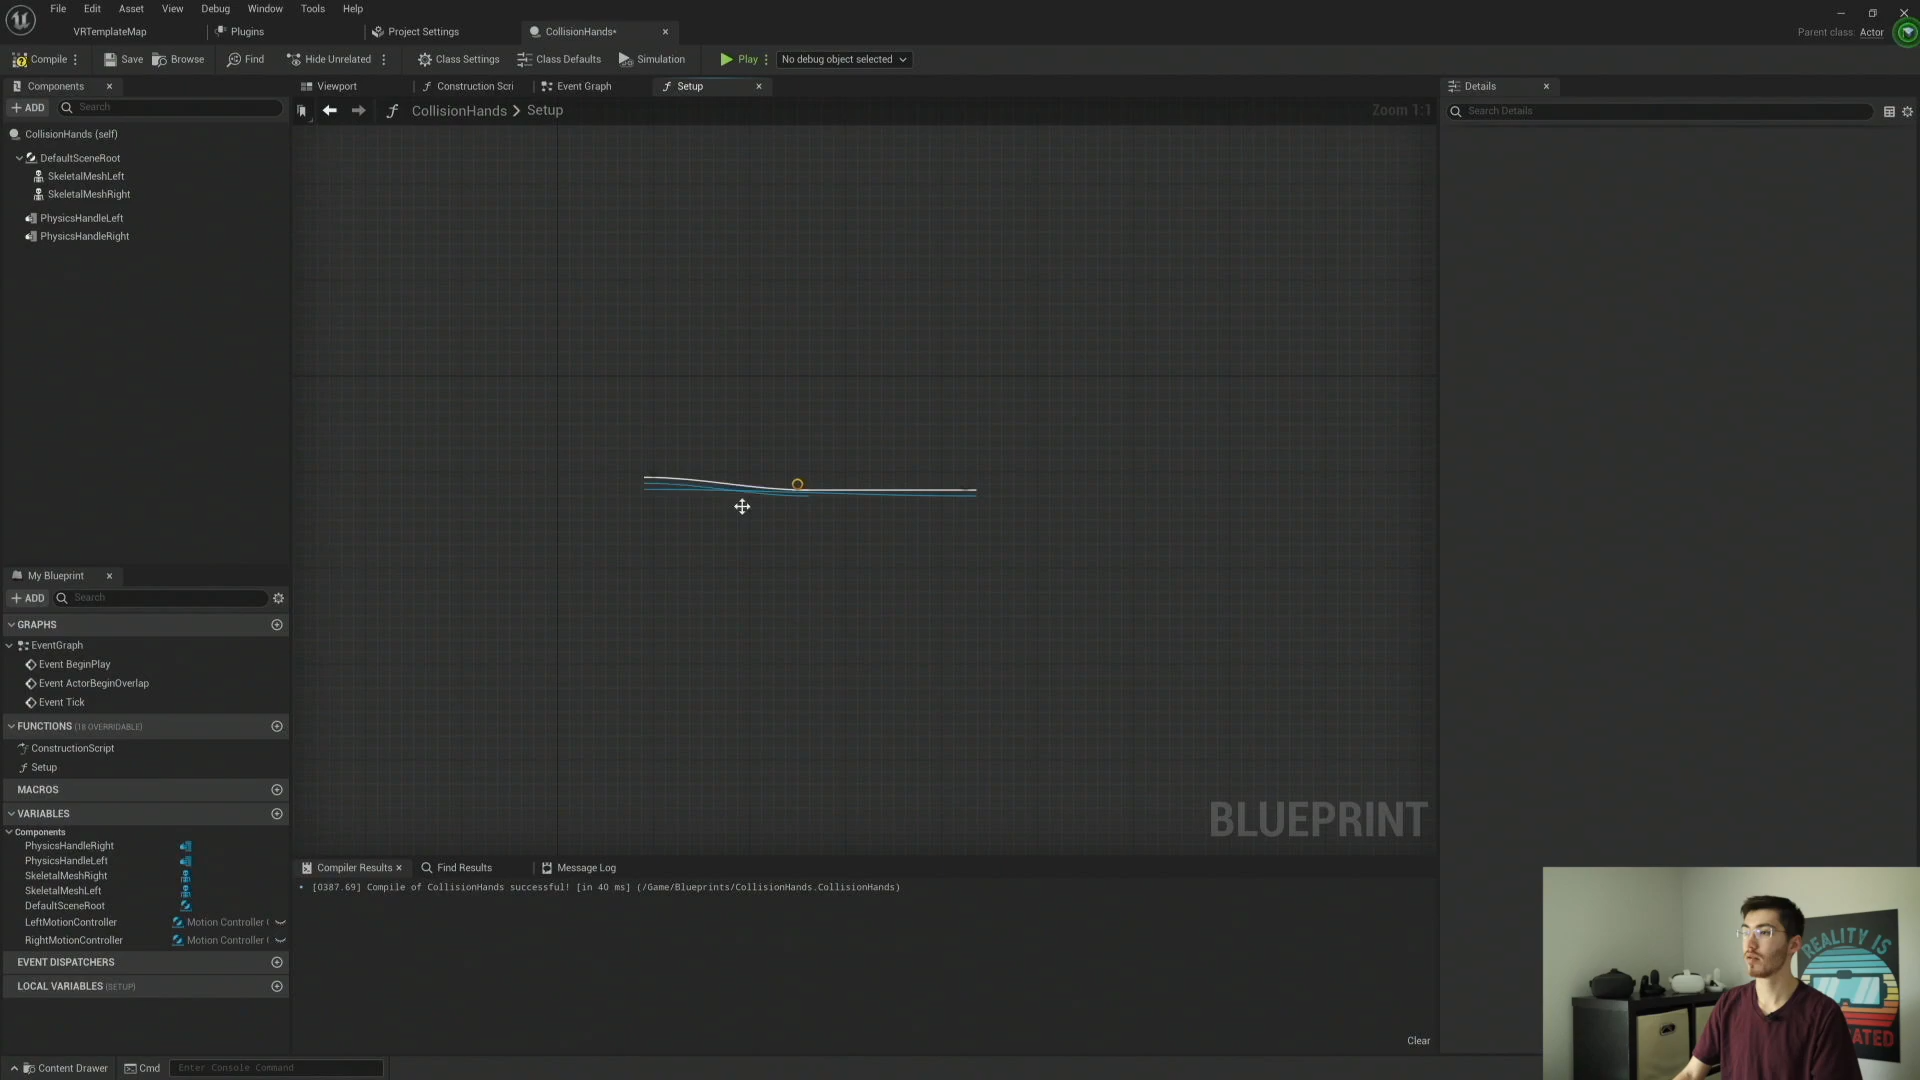 File Edit Asset View Debug Window Tools Help
VRTemplateMap Plugins Project Settings CollisionHands*
Parent class: Actor
Compile Save Browse Find Hide Unrelated Class Settings Class Defaults Simulation Play No debug object selected
Components Viewport Construction Scri Event Graph Setup Details
ADD Search CollisionHands Setup Zoom 1:1 Search Details
CollisionHands (self)
DefaultSceneRoot
SkeletalMeshLeft
SkeletalMeshRight
PhysicsHandleLeft
PhysicsHandleRight
My Blueprint
ADD Search
GRAPHS
EventGraph
Event BeginPlay
Event ActorBeginOverlap
Event Tick
FUNCTIONS (18 OVERRIDABLE)
ConstructionScript
Setup
MACROS
VARIABLES
Components
PhysicsHandleRight
PhysicsHandleLeft
SkeletalMeshRight
SkeletalMeshLeft
DefaultSceneRoot
LeftMotionController Motion Controller
RightMotionController Motion Controller
EVENT DISPATCHERS
LOCAL VARIABLES (SETUP)
BLUEPRINT
Compiler Results Find Results Message Log
[0387.69] Compile of CollisionHands successful! [in 40 ms] (/Game/Blueprints/CollisionHands.CollisionHands)
Clear
REALITY IS
ATED
Content Drawer Cmd Enter Console Command